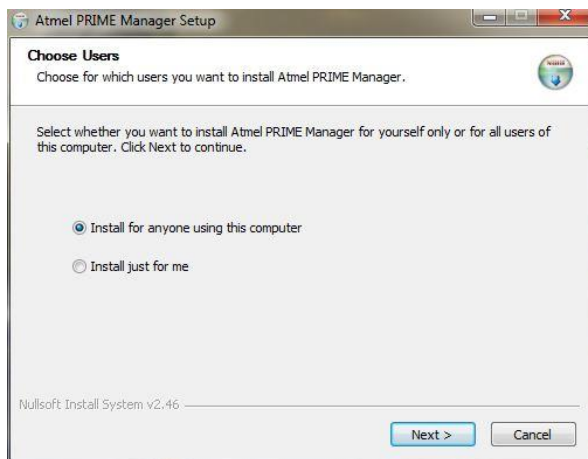 Atmel PRIME Manager Setup
Choose Users
Choose for which users you want to install Atmel PRIME Manager.
Select whether you want to install Atmel PRIME Manager for yourself only or for all users of
this computer. Click Next to continue.
Install for anyone using this computer
Install just for me
Nullsoft Install System v2.46
Next >
Cancel